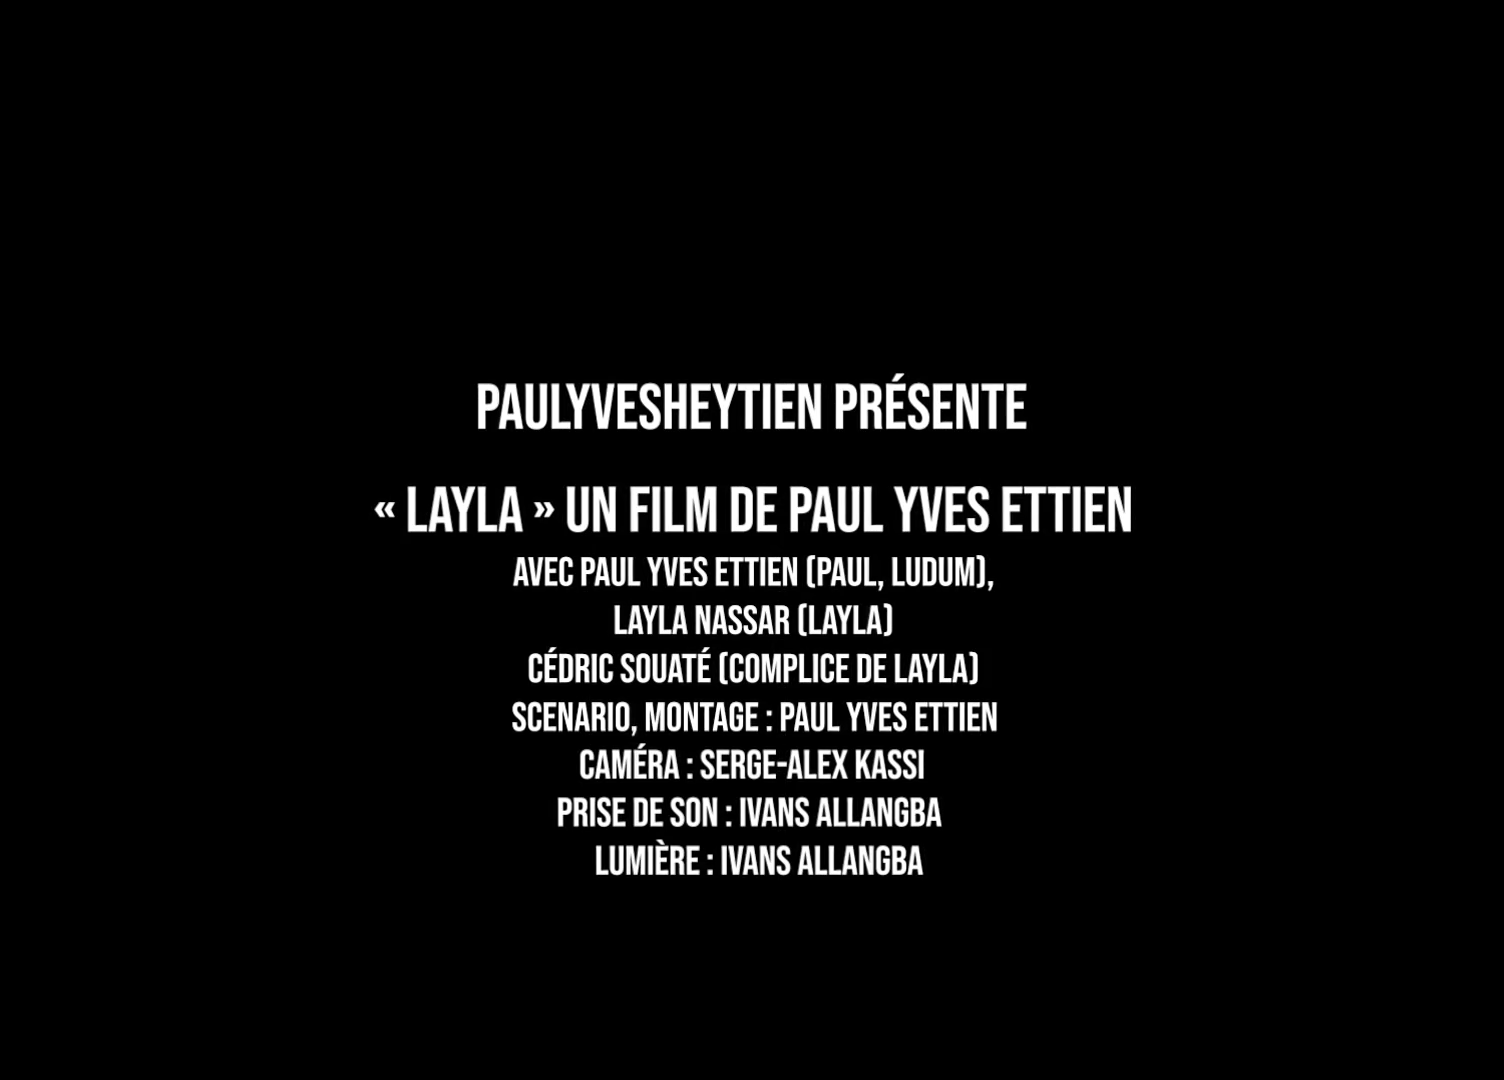 PAULYVESHEYTIEN PRÉSENTE
« LAYLA » UN FILM DE PAUL YVES ETTIEN
AVEC PAUL YVES ETTIEN (PAUL, LUDUM),
LAYLA NASSAR (LAYLA)
CÉDRIC SOUATÉ (COMPLICE DE LAYLA)
SCENARIO, MONTAGE : PAUL YVES ETTIEN
CAMÉRA : SERGE-ALEX KASSI
PRISE DE SON : IVANS ALLANGBA
LUMIÈRE : IVANS ALLANGBA